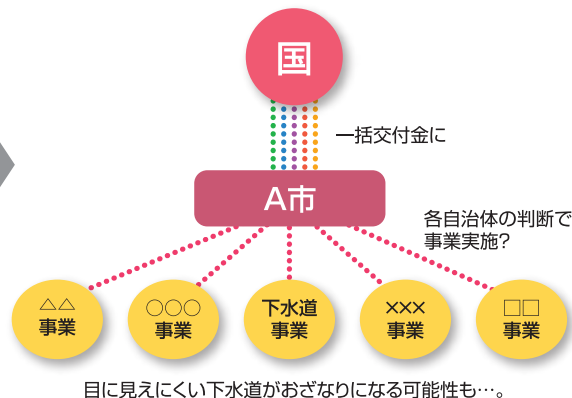 国
一括交付金に
A市
各自治体の判断で
事業実施?
△△
事業
○○○
事業
下水道
事業
×××
事業
□□
事業
目に見えにくい下水道がおざなりになる可能性も…。